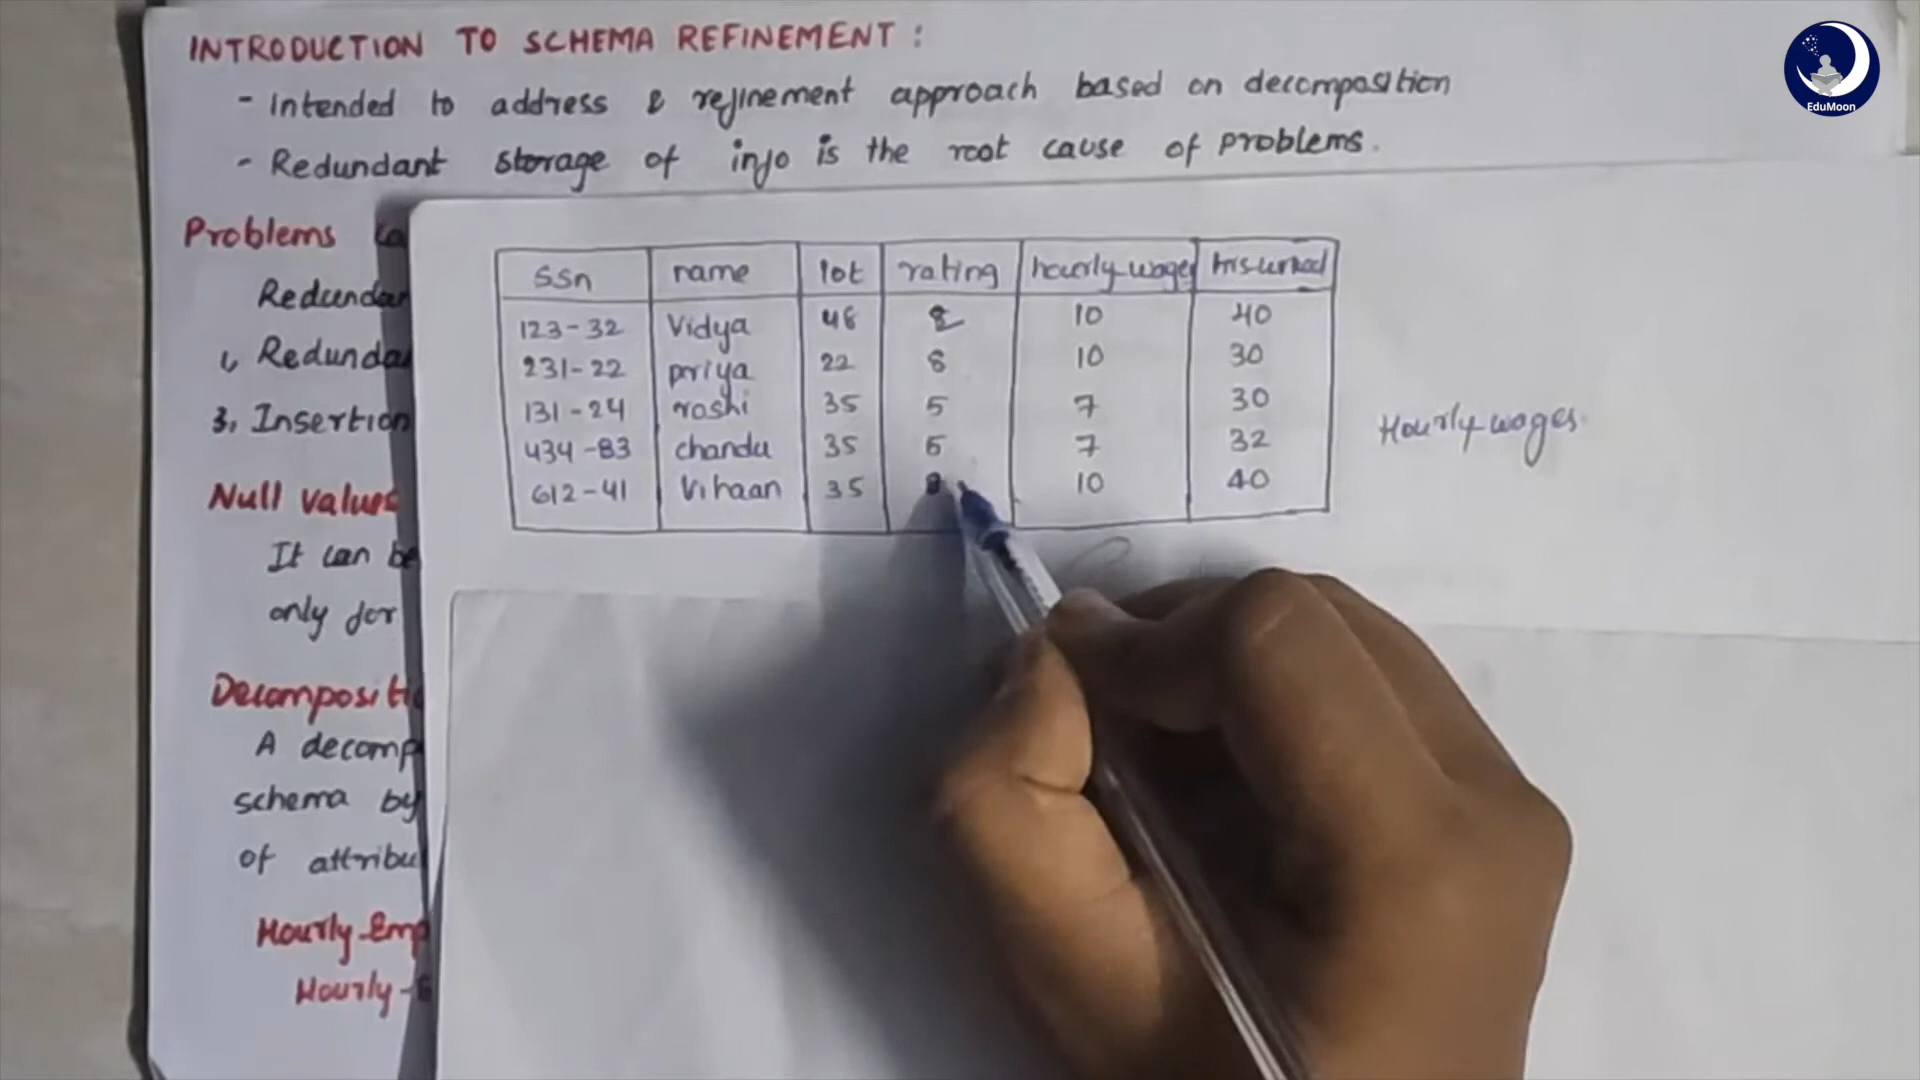 INTRODUCTION TO SCHEMA REFINEMENT :
- Intended to address & refinement approach based on decomposition
- Redundant storage of info is the root cause of problems.
EduMoon
Problems
Redundan
1, Redunda
3, Insertion
Null values
It can be
only for
Decompositi
A decomp
schema by
of attribu
Hourly-Emp
Hourly-
ssn name lot rating hourly-wages hrs.worked
123-32 Vidya 48 8 10 40
231-22 priya 22 8 10 30
131-24 roshi 35 5 7 30
434-83 chandu 35 5 7 32
612-41 Vihaan 35 8 10 40
Hourly-wages.